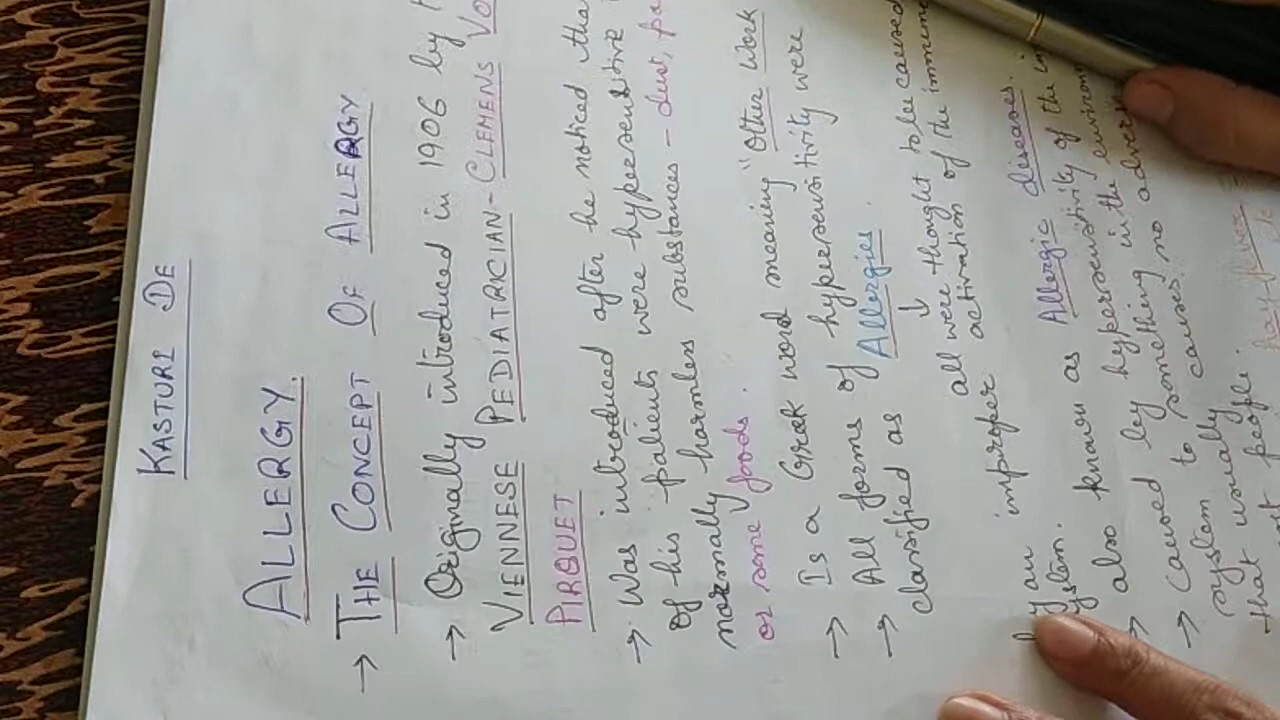 KASTURI DE
ALLERGY.
→ THE CONCEPT OF ALLERGY
→ Originally introduced in 1906 by
VIENNESE PEDIATRICIAN - CLEMENS
PIRQUET
→ Was introduced after he noticed
of his patients were hypersensitive
normally harmless substances - dust,
or some foods.
→ Is a Greek word meaning "Other Work
→ All forms of hypersensitivity were
→ classified as Allergies.
↓
all were thought to be caused
improper activation of the immune
system. Allergic diseases.
→ also known as hypersensitivity of the
→ Caused by something in the
system to causes no
that usually
people. hay fever